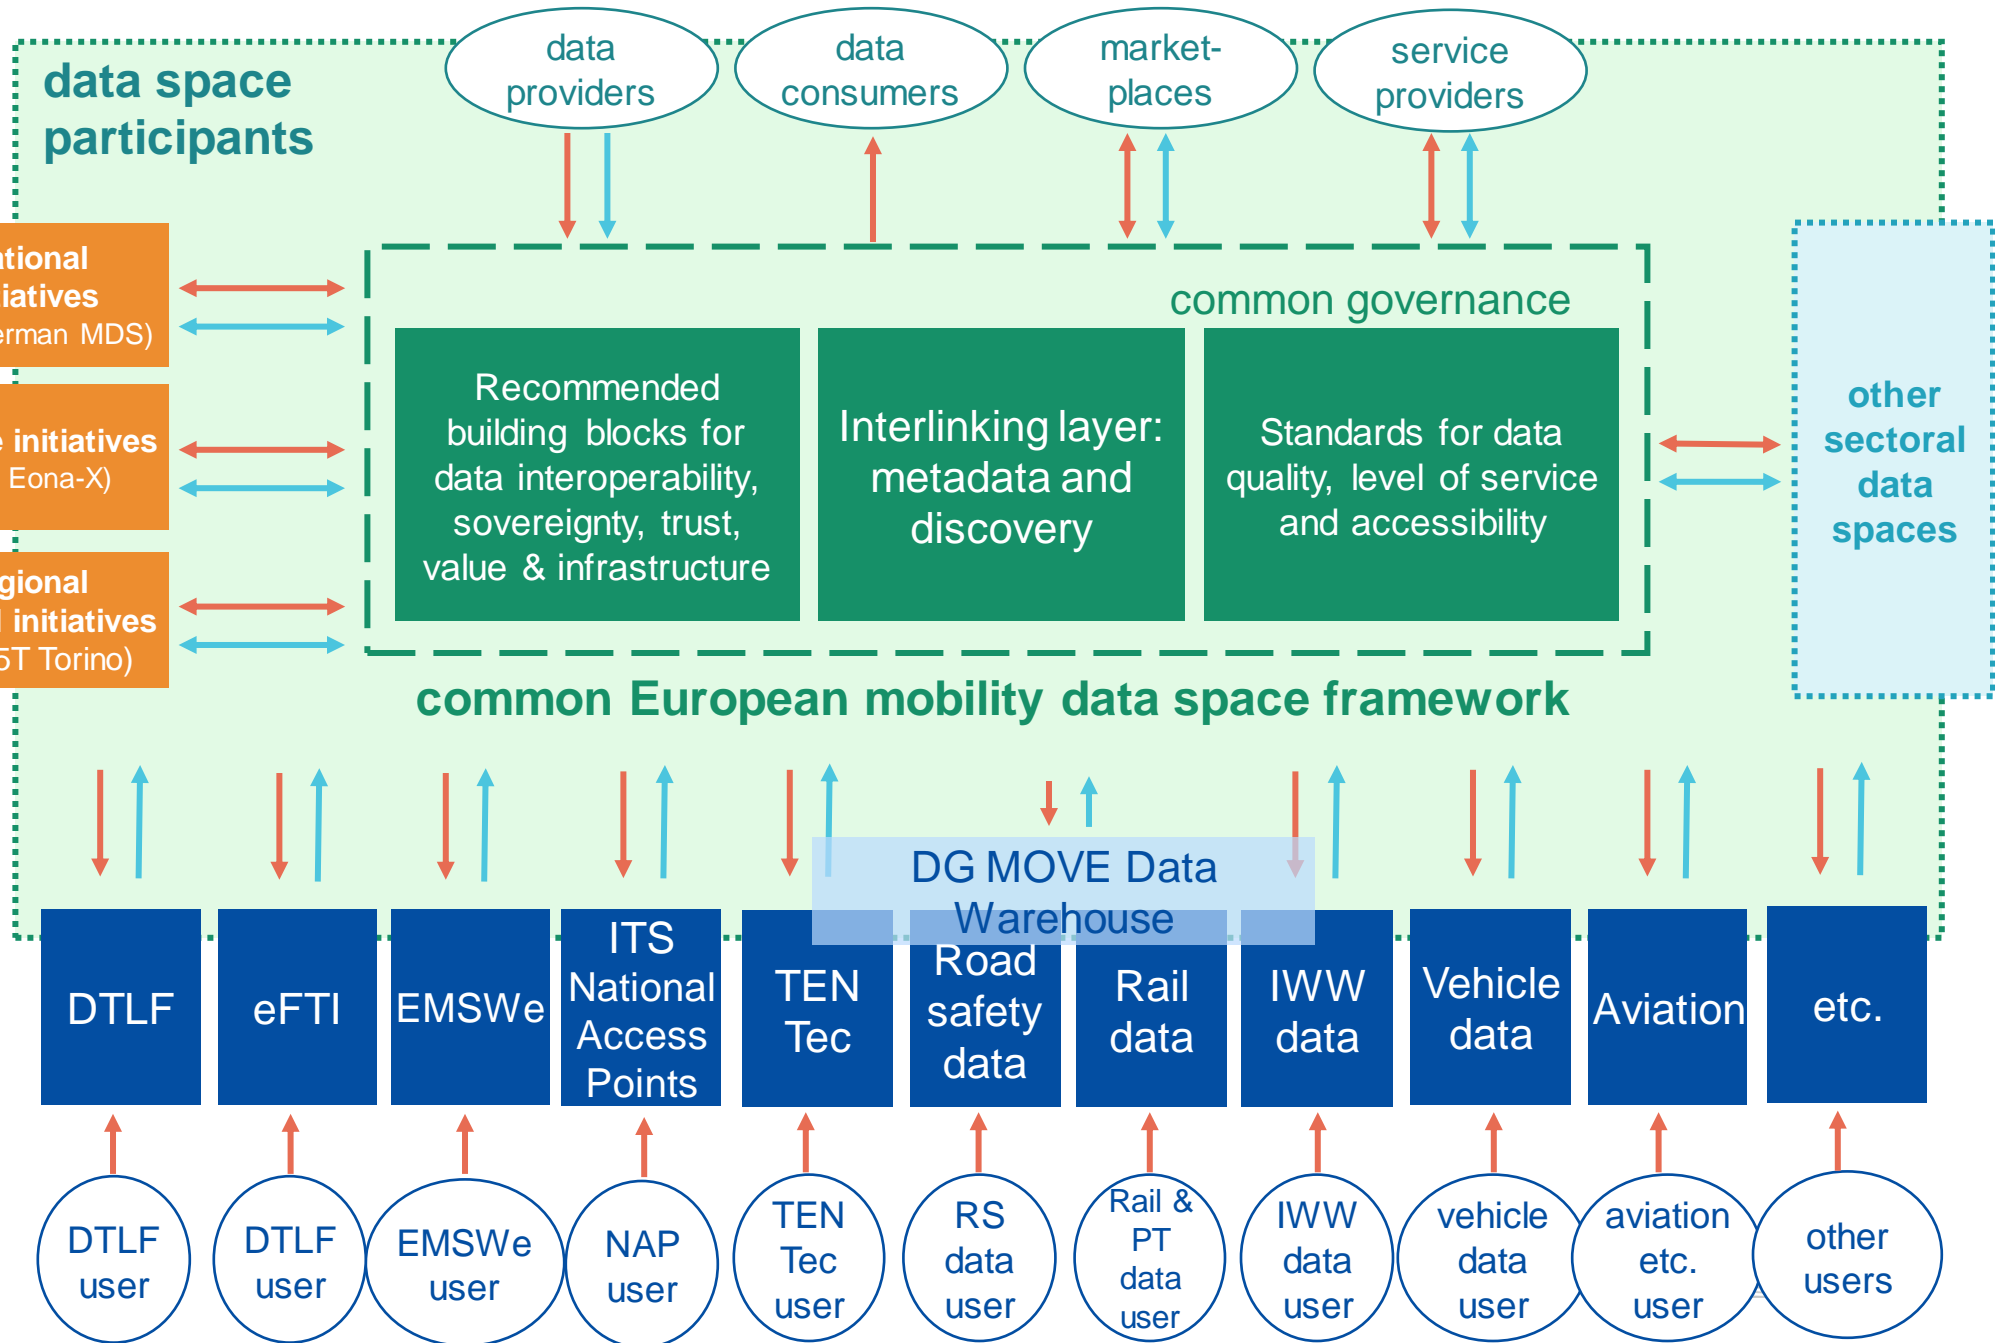 data
providers
data
consumers
market-
places
service
providers
data space
participants
ational
tiatives
erman MDS)
e initiatives
Eona-X)
gional
l initiatives
5T Torino)
common governance
Recommended
building blocks for
data interoperability,
sovereignty, trust,
value & infrastructure
Interlinking layer:
metadata and
discovery
Standards for data
quality, level of service
and accessibility
other
sectoral
data
spaces
common European mobility data space framework
DG MOVE Data
Warehouse
DTLF
eFTI
EMSWe
ITS
National
Access
Points
TEN
Tec
Road
safety
data
Rail
data
IWW
data
Vehicle
data
Aviation
etc.
DTLF
user
DTLF
user
EMSWe
user
NAP
user
TEN
Tec
user
RS
data
user
Rail &
PT
data
user
IWW
data
user
vehicle
data
user
aviation
etc.
user
other
users